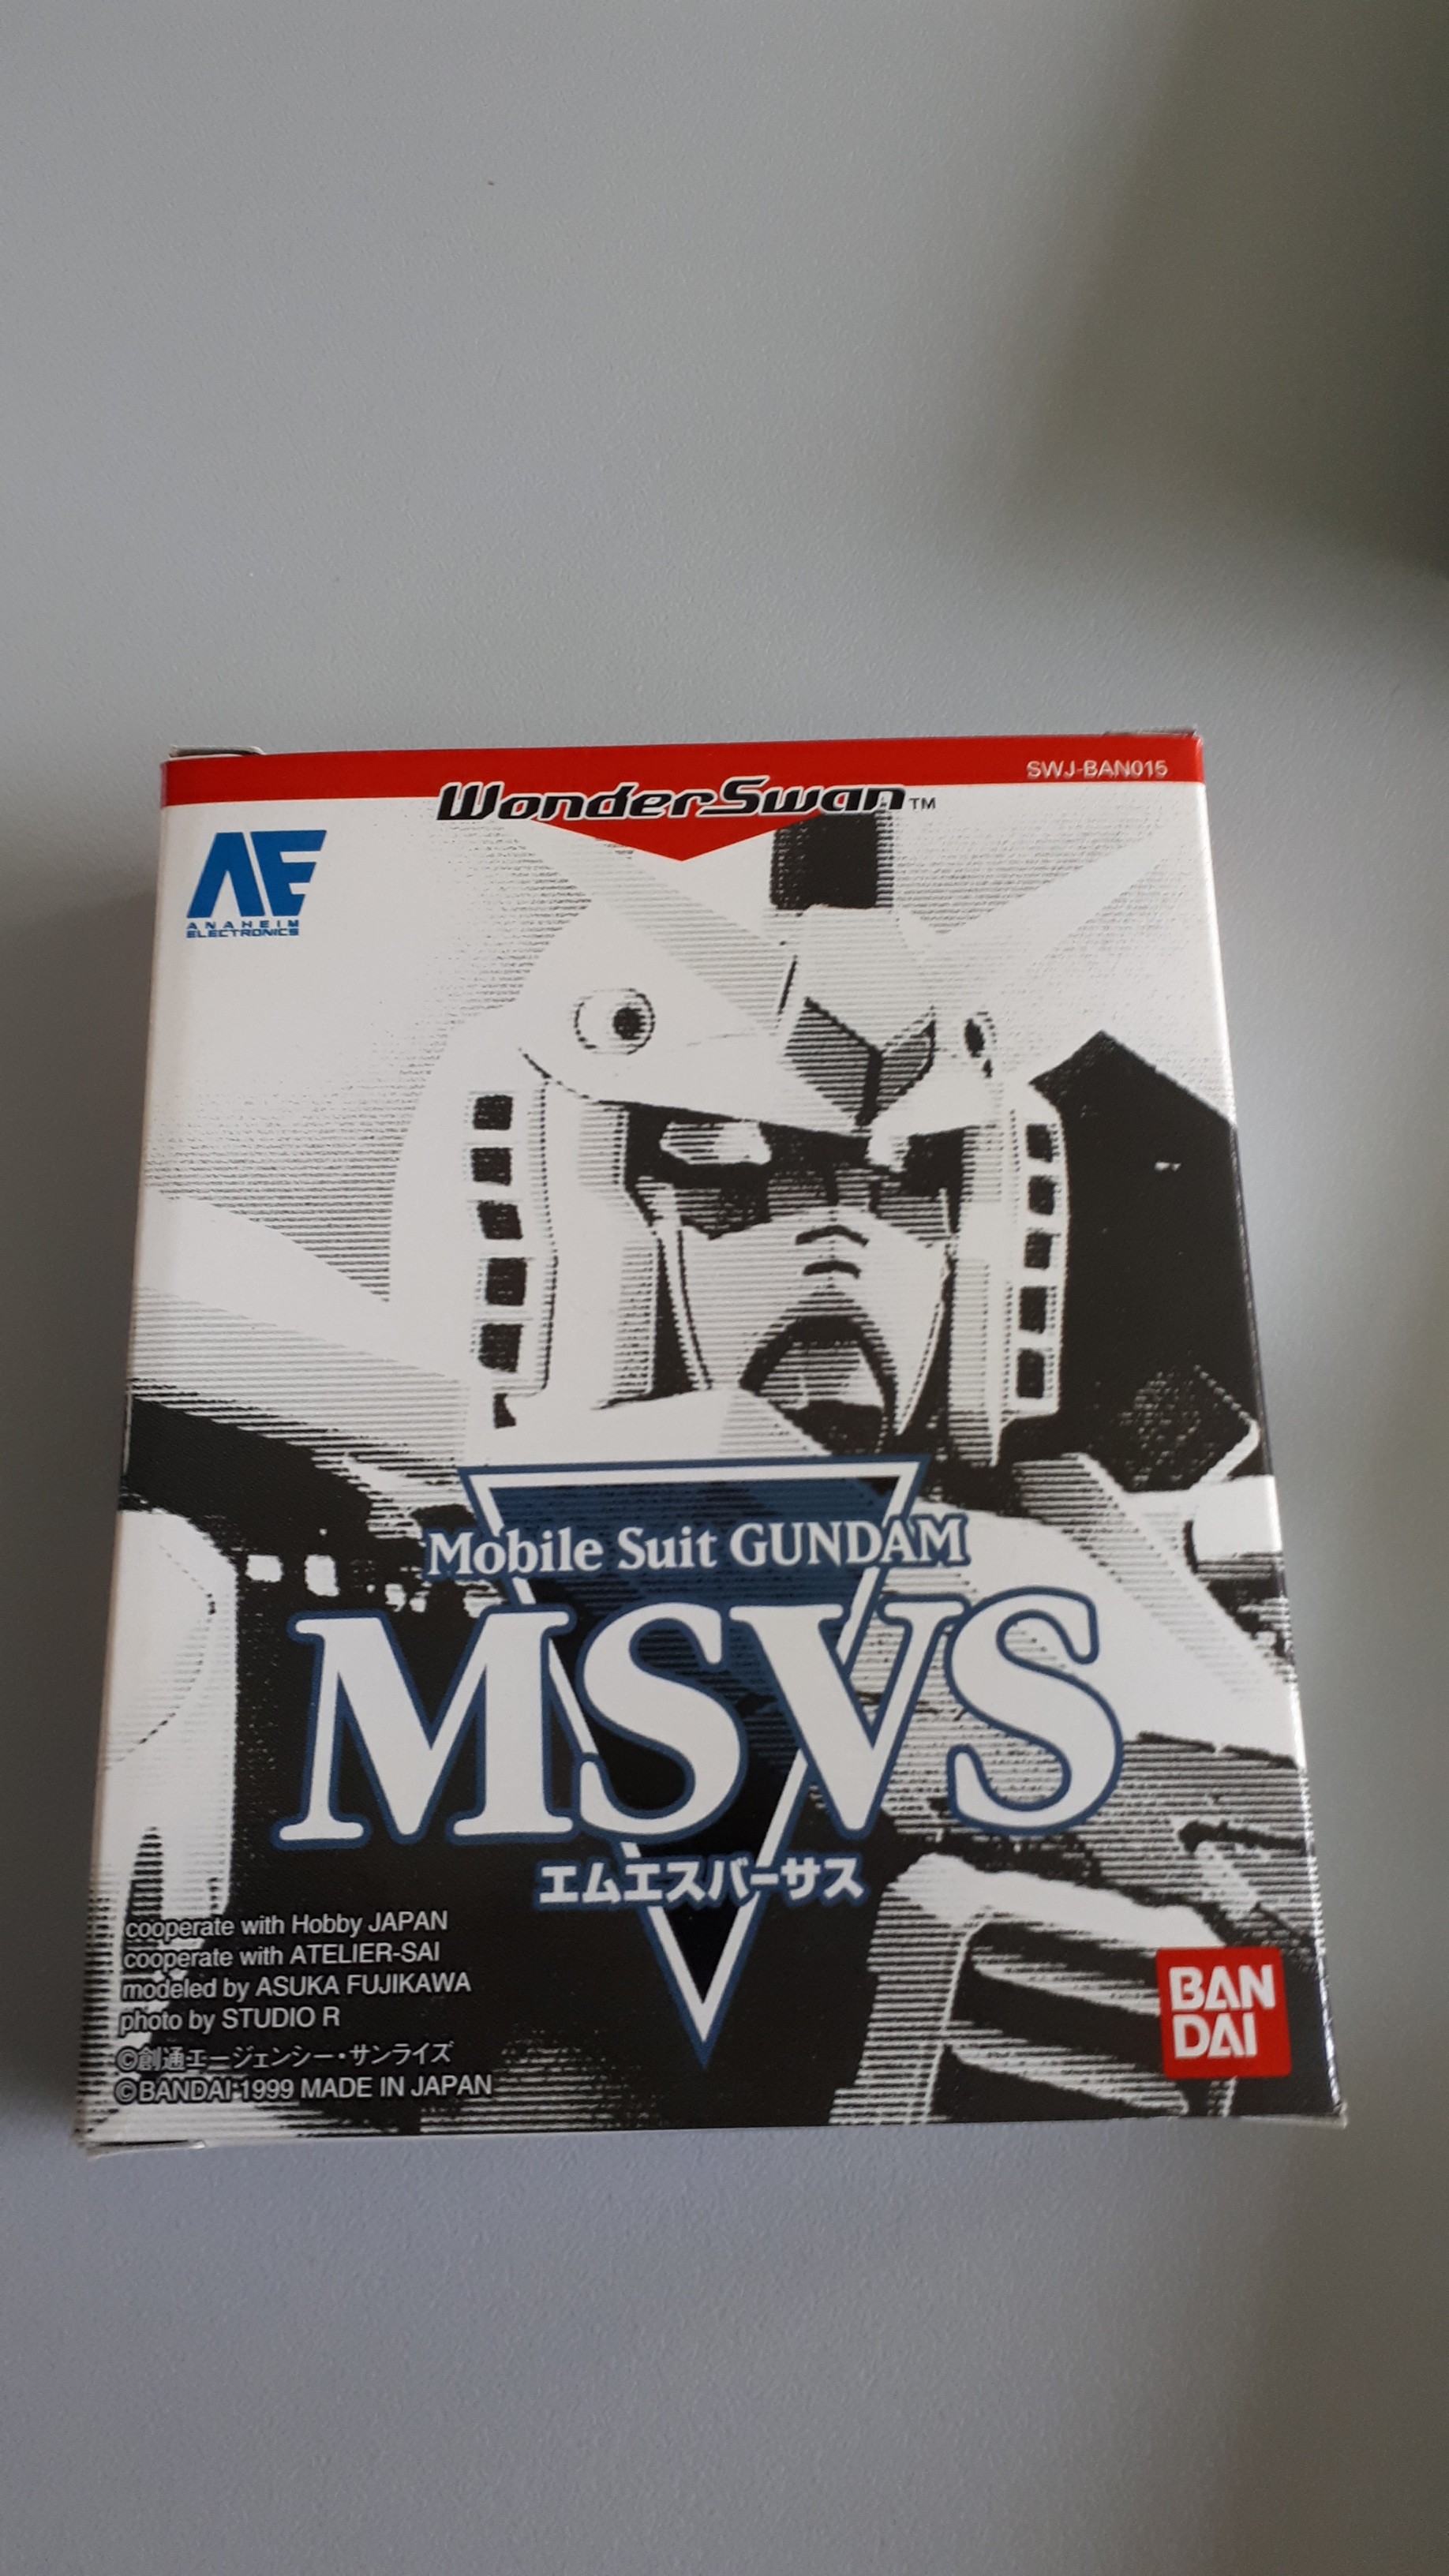 SWJ-BAN015
WonderSwan™
AE
ANAHEIM
ELECTRONICS
Mobile Suit GUNDAM
MSVS
エムエスバーサス
cooperate with Hobby JAPAN
cooperate with ATELIER-SAI
modeled by ASUKA FUJIKAWA
photo by STUDIO R
©創通エージェンシー・サンライズ
©BANDAI・1999 MADE IN JAPAN
BAN
DAI